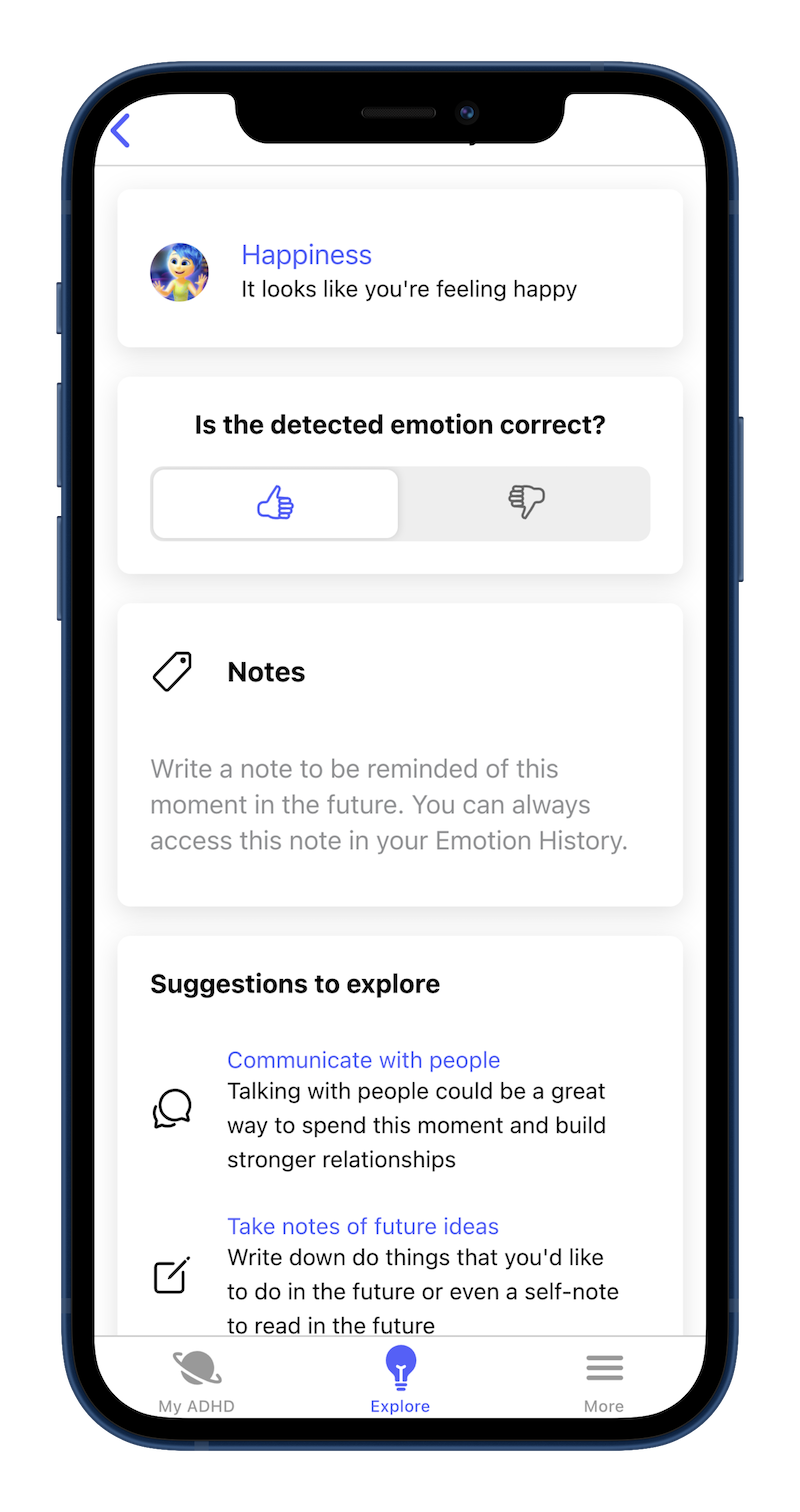 Happiness
It looks like you're feeling happy
Is the detected emotion correct?
Notes
Write a note to be reminded of this
moment in the future. You can always
access this note in your Emotion History.
Suggestions to explore
Communicate with people
Talking with people could be a great
way to spend this moment and build
stronger relationships
Take notes of future ideas
Write down do things that you'd like
to do in the future or even a self-note
to read in the future
My ADHD
Explore
More